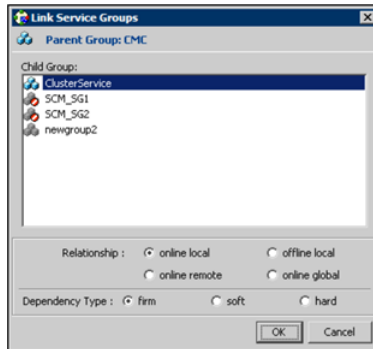 Link Service Groups
Parent Group: CMC
Child Group:
ClusterService
SCM_SG1
SCM_SG2
newgroup2
Relationship : online local offline local
online remote online global
Dependency Type : firm soft hard
OK Cancel